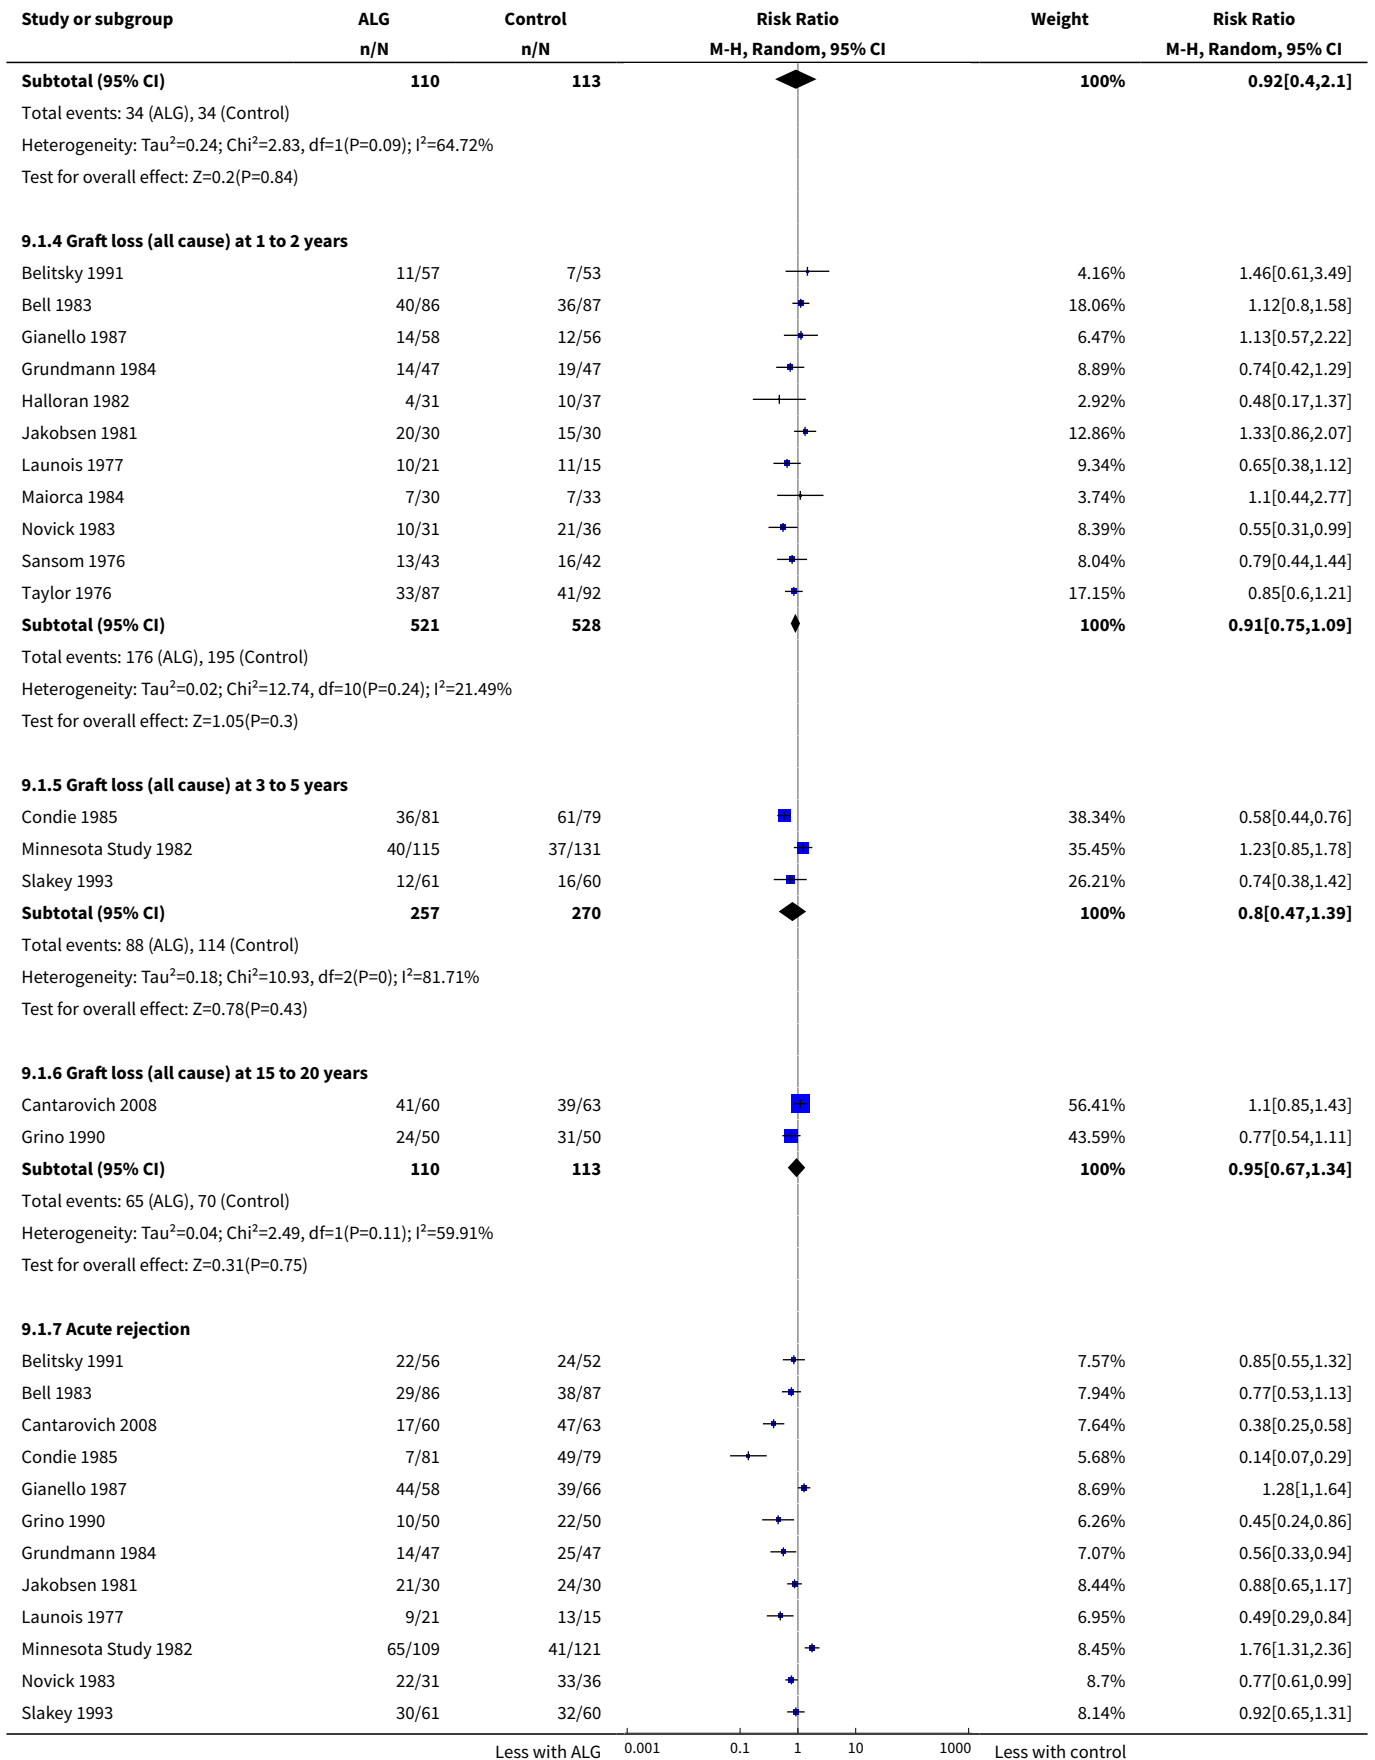 Study or subgroup ALG Control Risk Ratio Weight Risk Ratio
n/N n/N M-H, Random, 95% CI M-H, Random, 95% CI
Subtotal (95% CI) 110 113 100% 0.92[0.4,2.1]
Total events: 34 (ALG), 34 (Control)
Heterogeneity: Tau²=0.24; Chi²=2.83, df=1(P=0.09); I²=64.72%
Test for overall effect: Z=0.2(P=0.84)
9.1.4 Graft loss (all cause) at 1 to 2 years
Belitsky 1991 11/57 7/53 4.16% 1.46[0.61,3.49]
Bell 1983 40/86 36/87 18.06% 1.12[0.8,1.58]
Gianello 1987 14/58 12/56 6.47% 1.13[0.57,2.22]
Grundmann 1984 14/47 19/47 8.89% 0.74[0.42,1.29]
Halloran 1982 4/31 10/37 2.92% 0.48[0.17,1.37]
Jakobsen 1981 20/30 15/30 12.86% 1.33[0.86,2.07]
Launois 1977 10/21 11/15 9.34% 0.65[0.38,1.12]
Maiorca 1984 7/30 7/33 3.74% 1.1[0.44,2.77]
Novick 1983 10/31 21/36 8.39% 0.55[0.31,0.99]
Sansom 1976 13/43 16/42 8.04% 0.79[0.44,1.44]
Taylor 1976 33/87 41/92 17.15% 0.85[0.6,1.21]
Subtotal (95% CI) 521 528 100% 0.91[0.75,1.09]
Total events: 176 (ALG), 195 (Control)
Heterogeneity: Tau²=0.02; Chi²=12.74, df=10(P=0.24); I²=21.49%
Test for overall effect: Z=1.05(P=0.3)
9.1.5 Graft loss (all cause) at 3 to 5 years
Condie 1985 36/81 61/79 38.34% 0.58[0.44,0.76]
Minnesota Study 1982 40/115 37/131 35.45% 1.23[0.85,1.78]
Slakey 1993 12/61 16/60 26.21% 0.74[0.38,1.42]
Subtotal (95% CI) 257 270 100% 0.8[0.47,1.39]
Total events: 88 (ALG), 114 (Control)
Heterogeneity: Tau²=0.18; Chi²=10.93, df=2(P=0); I²=81.71%
Test for overall effect: Z=0.78(P=0.43)
9.1.6 Graft loss (all cause) at 15 to 20 years
Cantarovich 2008 41/60 39/63 56.41% 1.1[0.85,1.43]
Grino 1990 24/50 31/50 43.59% 0.77[0.54,1.11]
Subtotal (95% CI) 110 113 100% 0.95[0.67,1.34]
Total events: 65 (ALG), 70 (Control)
Heterogeneity: Tau²=0.04; Chi²=2.49, df=1(P=0.11); I²=59.91%
Test for overall effect: Z=0.31(P=0.75)
9.1.7 Acute rejection
Belitsky 1991 22/56 24/52 7.57% 0.85[0.55,1.32]
Bell 1983 29/86 38/87 7.94% 0.77[0.53,1.13]
Cantarovich 2008 17/60 47/63 7.64% 0.38[0.25,0.58]
Condie 1985 7/81 49/79 5.68% 0.14[0.07,0.29]
Gianello 1987 44/58 39/66 8.69% 1.28[1,1.64]
Grino 1990 10/50 22/50 6.26% 0.45[0.24,0.86]
Grundmann 1984 14/47 25/47 7.07% 0.56[0.33,0.94]
Jakobsen 1981 21/30 24/30 8.44% 0.88[0.65,1.17]
Launois 1977 9/21 13/15 6.95% 0.49[0.29,0.84]
Minnesota Study 1982 65/109 41/121 8.45% 1.76[1.31,2.36]
Novick 1983 22/31 33/36 8.7% 0.77[0.61,0.99]
Slakey 1993 30/61 32/60 8.14% 0.92[0.65,1.31]
Less with ALG 0.001 0.1 1 10 1000 Less with control